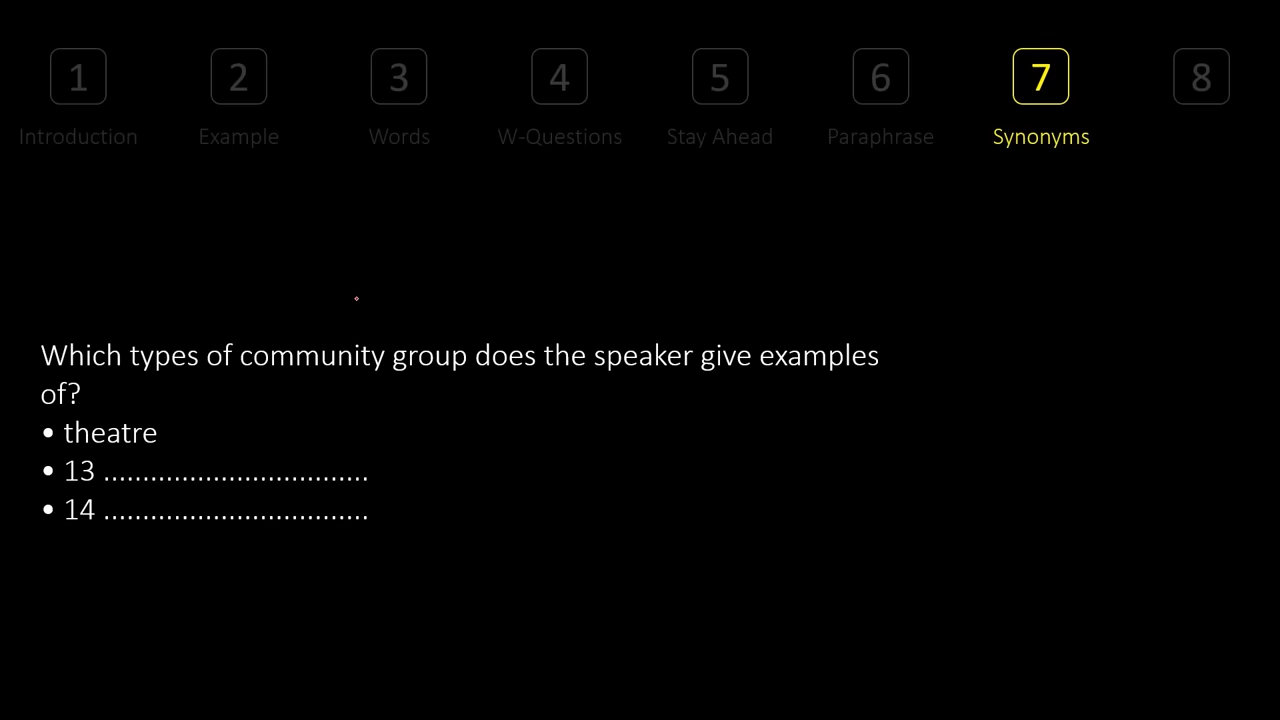 1 2 3 4 5 6 7 8
Introduction Example Words W-Questions Stay Ahead Paraphrase Synonyms
Which types of community group does the speaker give examples
of?
• theatre
• 13 ..................................
• 14 ..................................